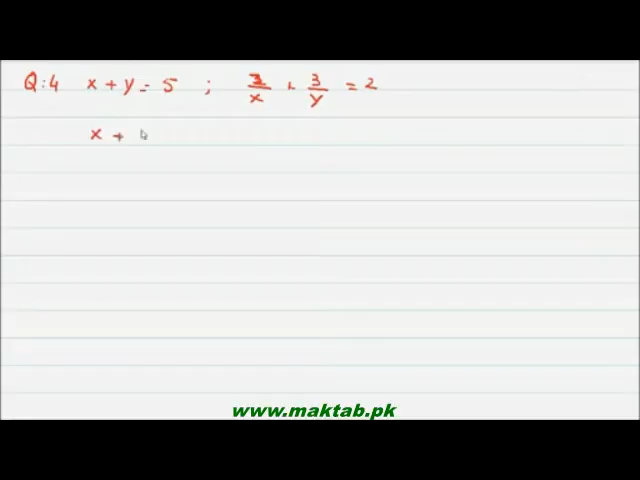 Q:4 x + y = 5 ; 3/x + 3/y = 2
x +
www.maktab.pk